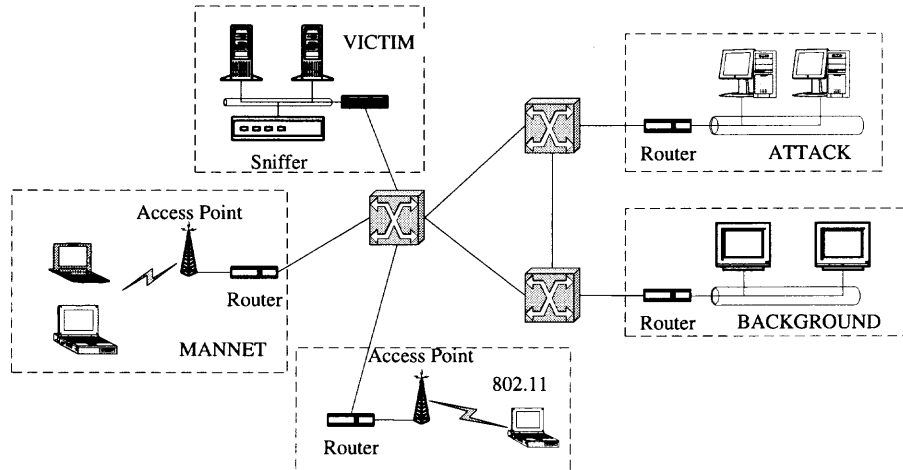 VICTIM
Sniffer
Router
ATTACK
Access Point
Router
MANNET
Router
BACKGROUND
Access Point
802.11
Router